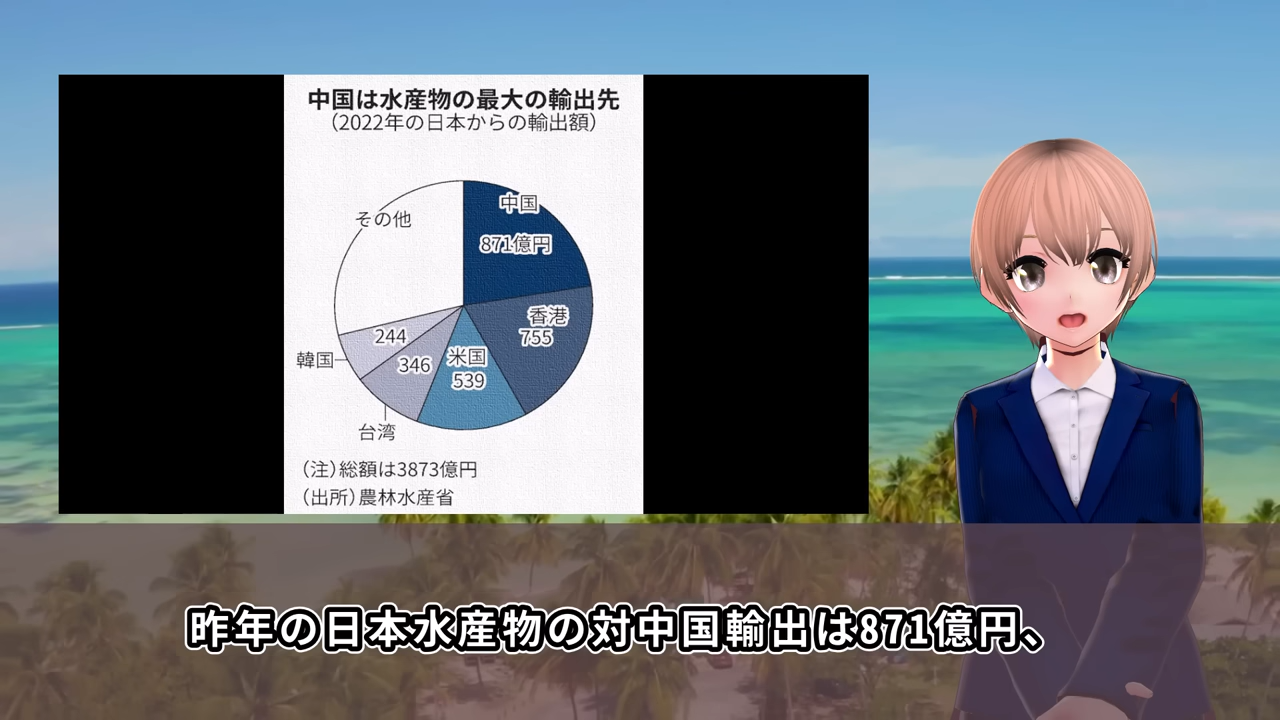 中国は水産物の最大の輸出先
(2022年の日本からの輸出額)
中国
871億円
その他
香港
755
244
韓国
346
米国
539
台湾
(注)総額は3873億円
(出所)農林水産省
昨年の日本水産物の対中国輸出は871億円、